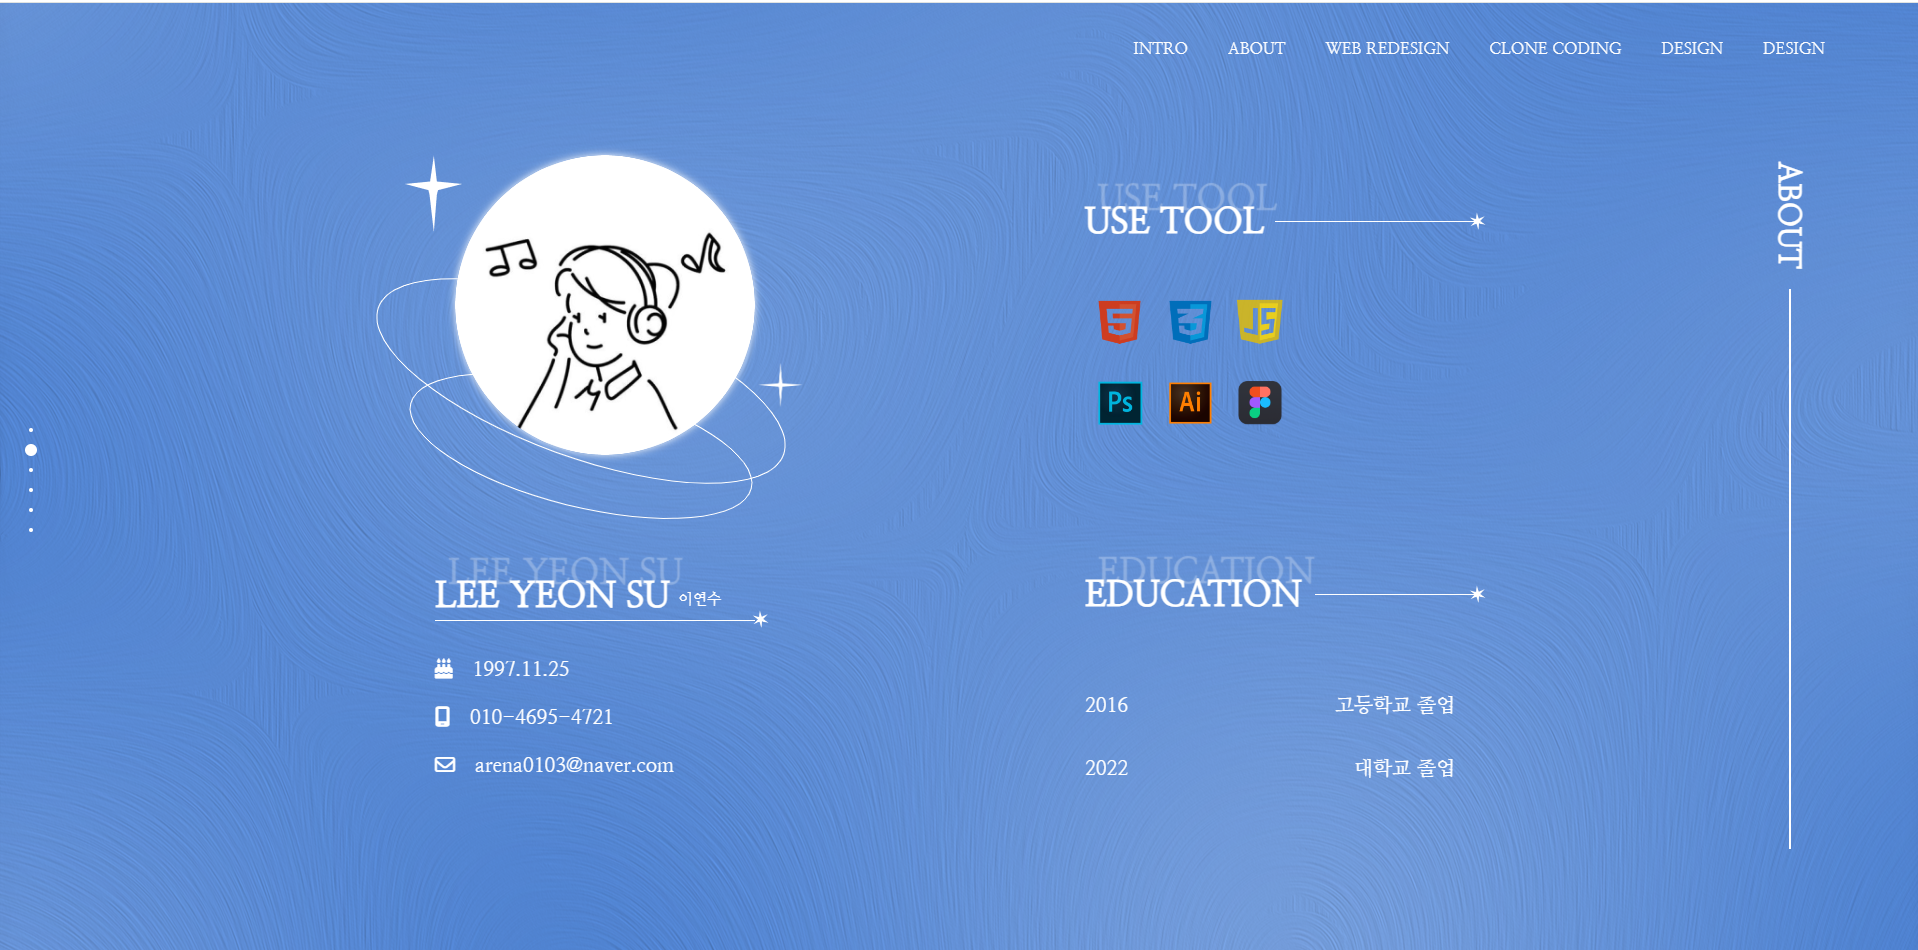 INTRO ABOUT WEB REDESIGN CLONE CODING DESIGN DESIGN
ABOUT
USE TOOL
USE TOOL
5 3 JS
Ps Ai
LEE YEON SU
LEE YEON SU 이연수
1997.11.25
010-4695-4721
arena0103@naver.com
EDUCATION
EDUCATION
2016 고등학교 졸업
2022 대학교 졸업